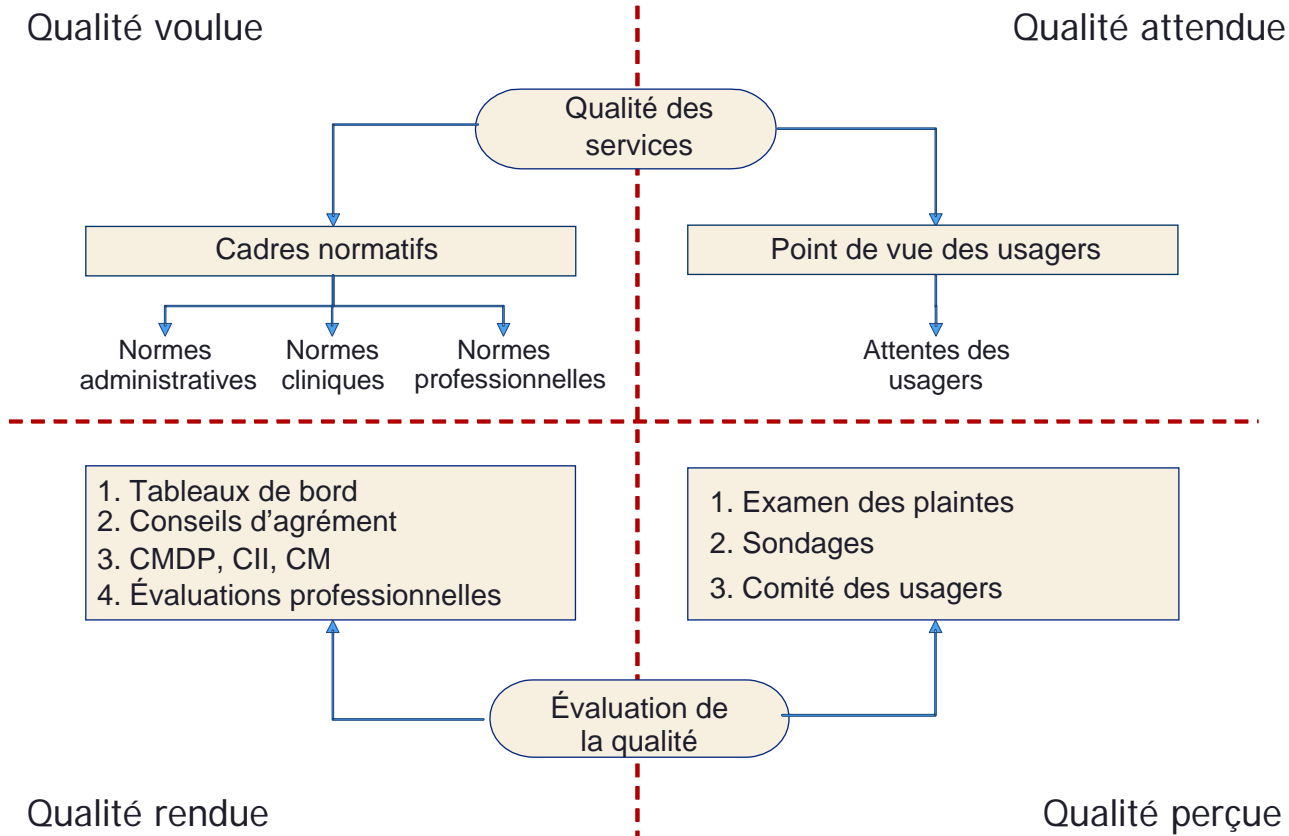 Qualité voulue
Qualité attendue
Qualité des
services
Cadres normatifs
Point de vue des usagers
Normes
administratives
Normes
cliniques
Normes
professionnelles
Attentes des
usagers
1. Tableaux de bord
2. Conseils d'agrément
3. CMDP, CII, CM
4. Évaluations professionnelles
1. Examen des plaintes
2. Sondages
3. Comité des usagers
Évaluation de
la qualité
Qualité rendue
Qualité perçue